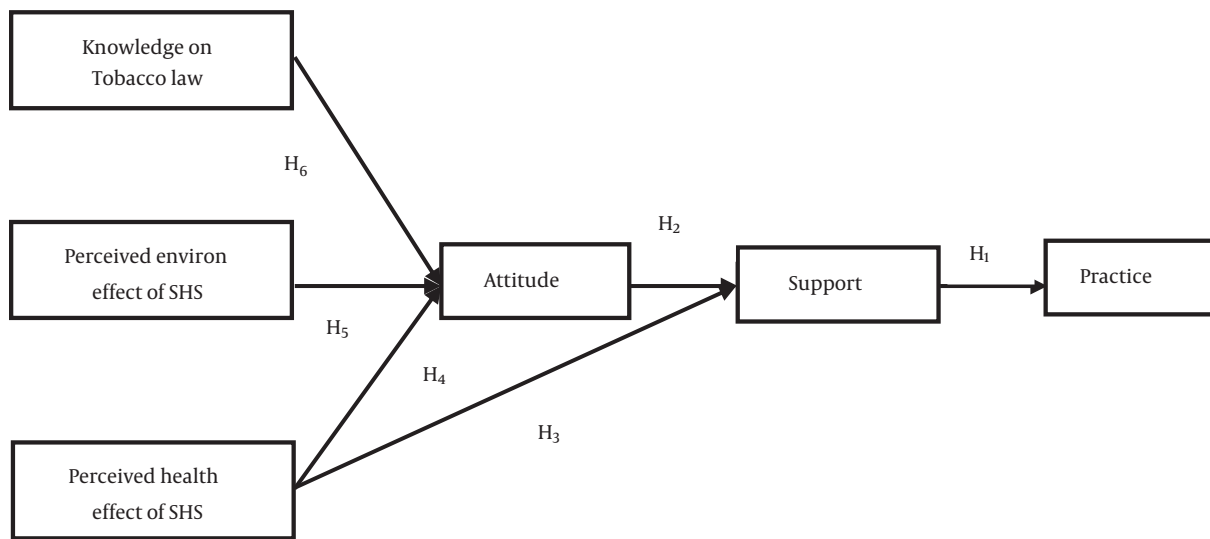 Knowledge on
Tobacco law
H₆
Perceived environ
effect of SHS
H₅
Attitude
H₂
Support
H₁
Practice
H₄
H₃
Perceived health
effect of SHS